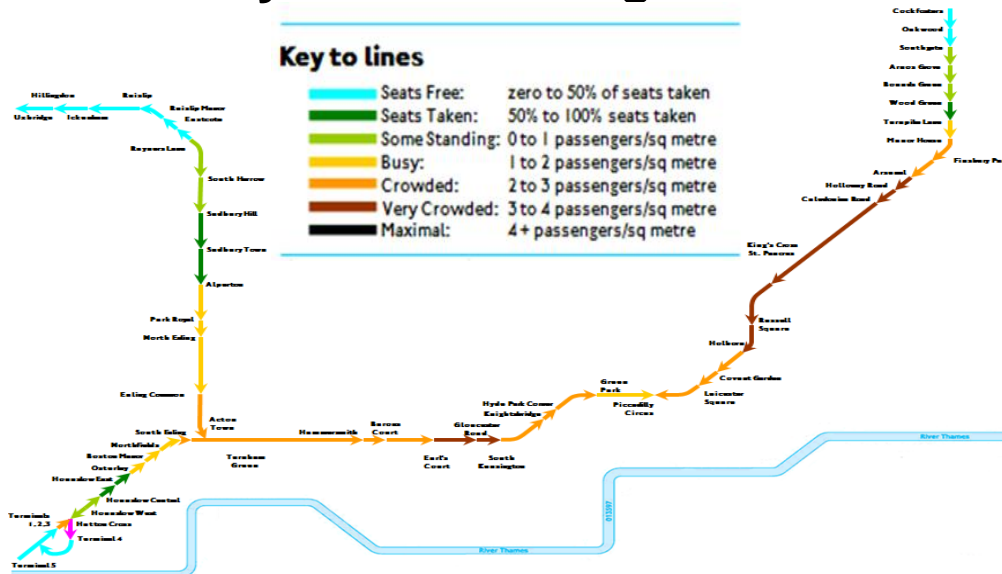 Key to lines
Seats Free: zero to 50% of seats taken
Seats Taken: 50% to 100% seats taken
Some Standing: 0 to 1 passengers/sq metre
Busy: 1 to 2 passengers/sq metre
Crowded: 2 to 3 passengers/sq metre
Very Crowded: 3 to 4 passengers/sq metre
Maximal: 4+ passengers/sq metre
Cockfosters
Oakwood
Southgate
Arnos Grove
Bounds Green
Wood Green
Turnpike Lane
Manor House
Finsbury
Arsenal
Holloway Road
Caledonian Road
King's Cross
St. Pancras
Russell
Square
Holborn
Covent Garden
Leicester
Square
Piccadilly
Circus
Green
Park
Hyde Park Corner
Knightsbridge
South
Kensington
Gloucester
Road
Earl's
Court
Barons
Court
Hammersmith
Turnham
Green
Acton
Town
Ealing Common
North Ealing
Park Royal
Alperton
Sudbury Town
Sudbury Hill
South Harrow
Rayners Lane
Eastcote
Ruislip Manor
Ruislip
Ickenham
Hillingdon
Uxbridge
South Ealing
Northfields
Boston Manor
Osterley
Hounslow East
Hounslow Central
Hounslow West
Hatton Cross
Terminals
1, 2, 3
Terminal 4
Terminal 5
River Thames
River Thames